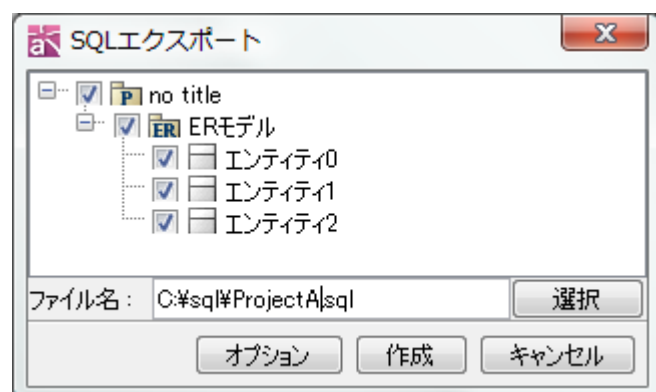 SQLエクスポート
no title
ERモデル
エンティティ0
エンティティ1
エンティティ2
ファイル名： C:¥sql¥ProjectA.sql 選択
オプション 作成 キャンセル